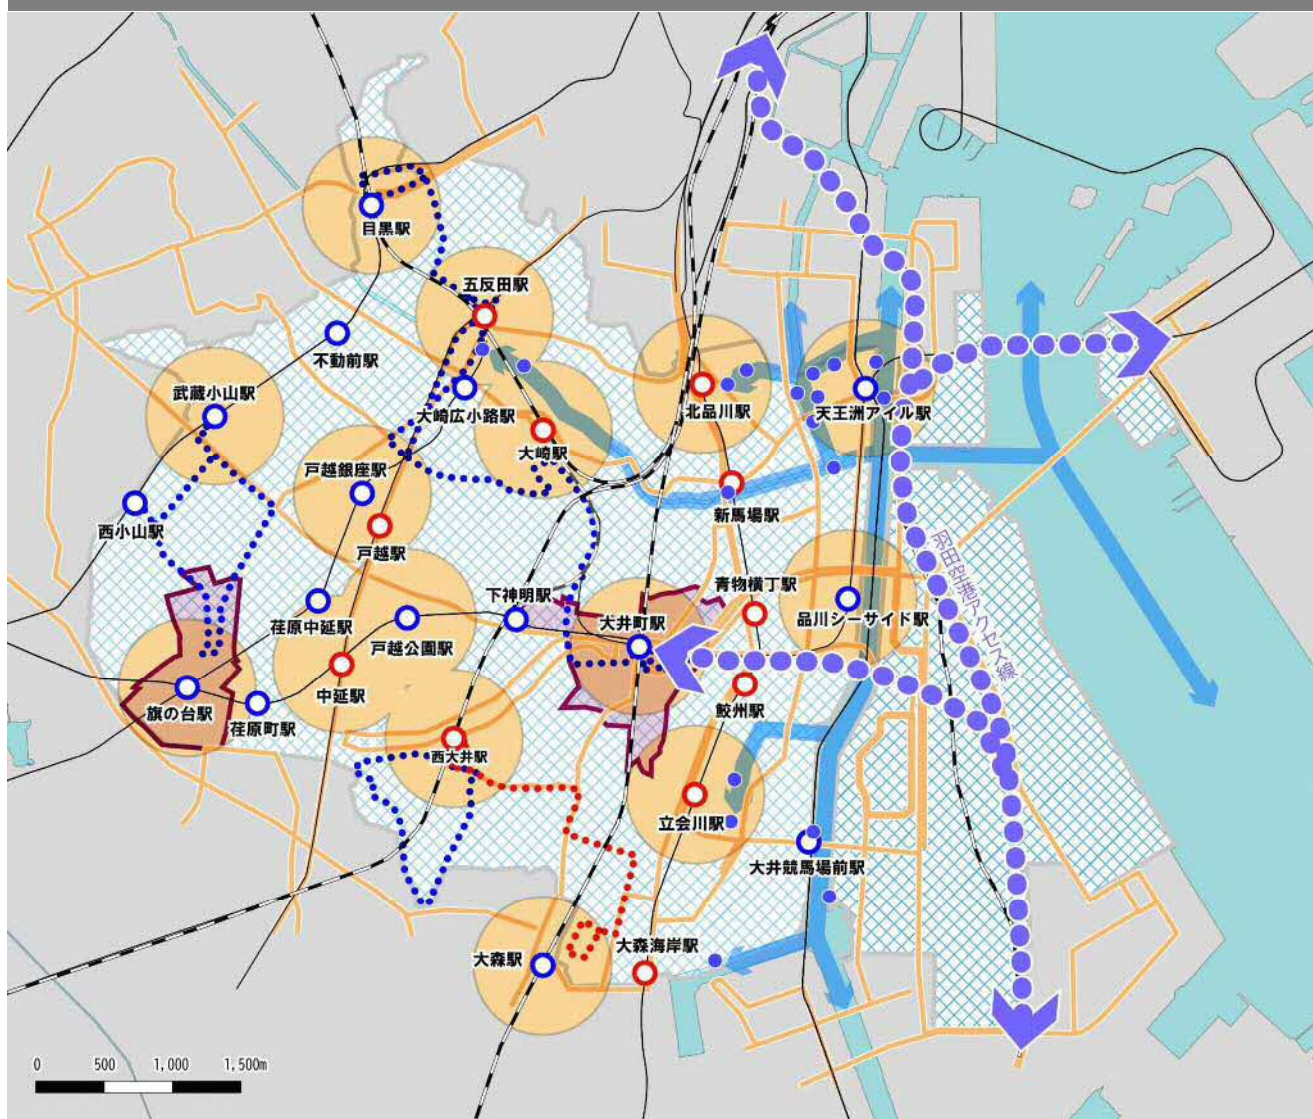 目黒駅
五反田駅
不動前駅
武蔵小山駅
大崎広小路駅
北品川駅
天王洲アイル駅
大崎駅
戸越銀座駅
新馬場駅
西小山駅
戸越駅
羽田空港アクセス線
下神明駅
青物横丁駅
荏原中延駅
大井町駅
品川シーサイド駅
戸越公園駅
中延駅
旗の台駅
鮫州駅
荏原町駅
西大井駅
立会川駅
大井競馬場前駅
大森海岸駅
大森駅
0 500 1,000 1,500m